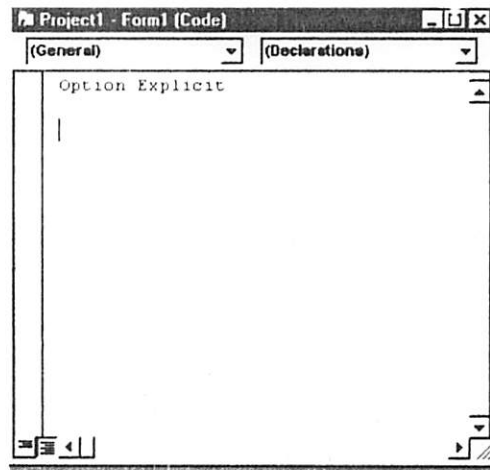 Project1 - Form1 (Code)
(General) (Declarations)
Option Explicit